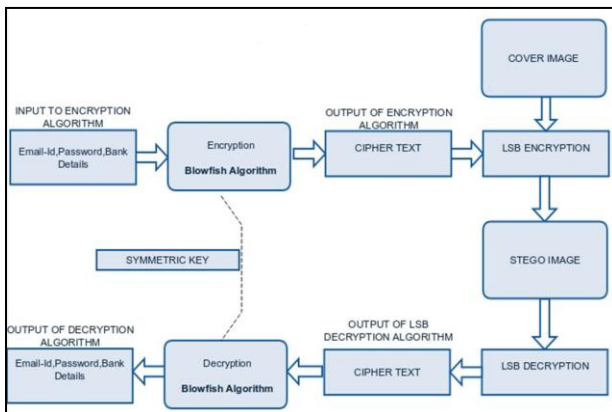 COVER IMAGE
INPUT TO ENCRYPTION
ALGORITHM
Email-Id,Password,Bank
Details
Encryption
Blowfish Algorithm
OUTPUT OF ENCRYPTION
ALGORITHM
CIPHER TEXT
LSB ENCRYPTION
SYMMETRIC KEY
STEGO IMAGE
OUTPUT OF DECRYPTION
ALGORITHM
Email-Id,Password,Bank
Details
Decryption
Blowfish Algorithm
OUTPUT OF LSB
DECRYPTION ALGORITHM
CIPHER TEXT
LSB DECRYPTION